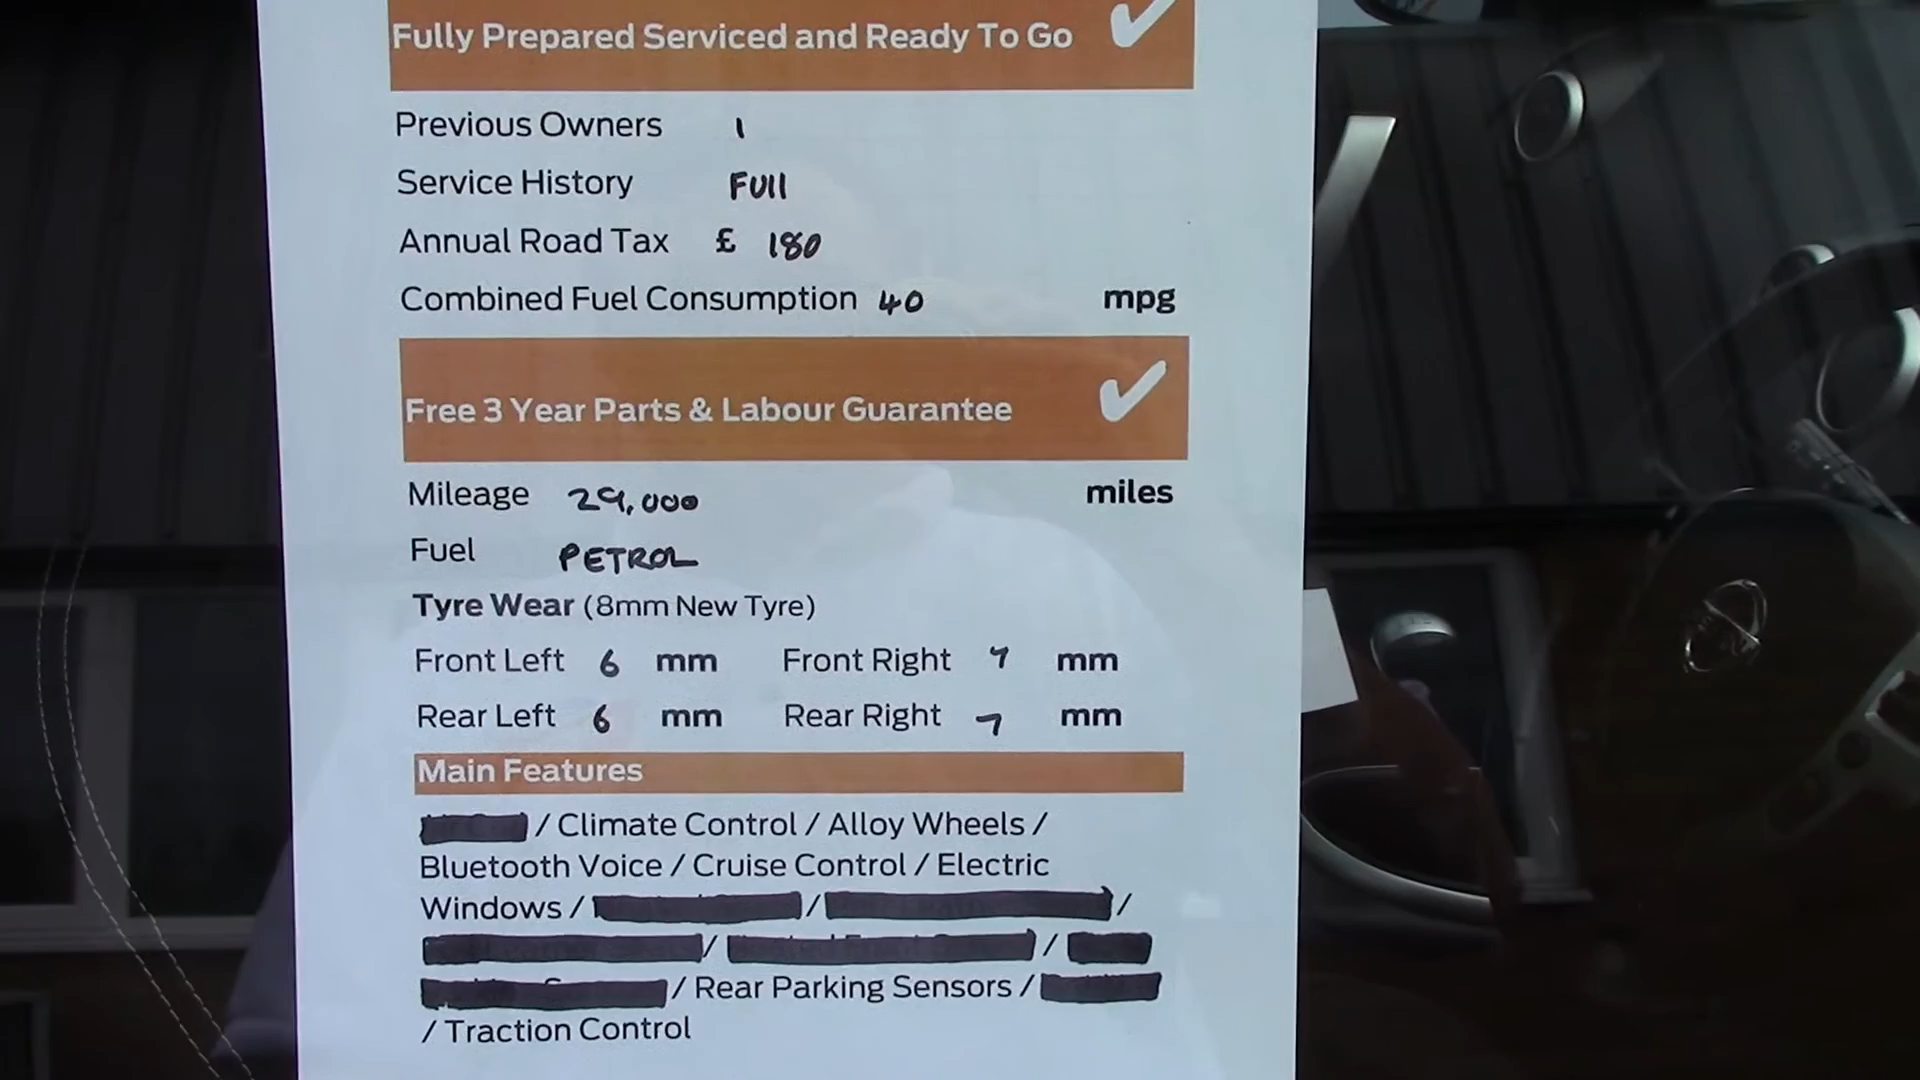 Fully Prepared Serviced and Ready To Go
Previous Owners 1
Service History FUll
Annual Road Tax £ 180
Combined Fuel Consumption 40 mpg
Free 3 Year Parts & Labour Guarantee
Mileage 29,000 miles
Fuel PETROL
Tyre Wear (8mm New Tyre)
Front Left 6 mm Front Right 7 mm
Rear Left 6 mm Rear Right 7 mm
Main Features
/ Climate Control / Alloy Wheels /
Bluetooth Voice / Cruise Control / Electric
Windows / / /
/ / 
/ Rear Parking Sensors /
/ Traction Control